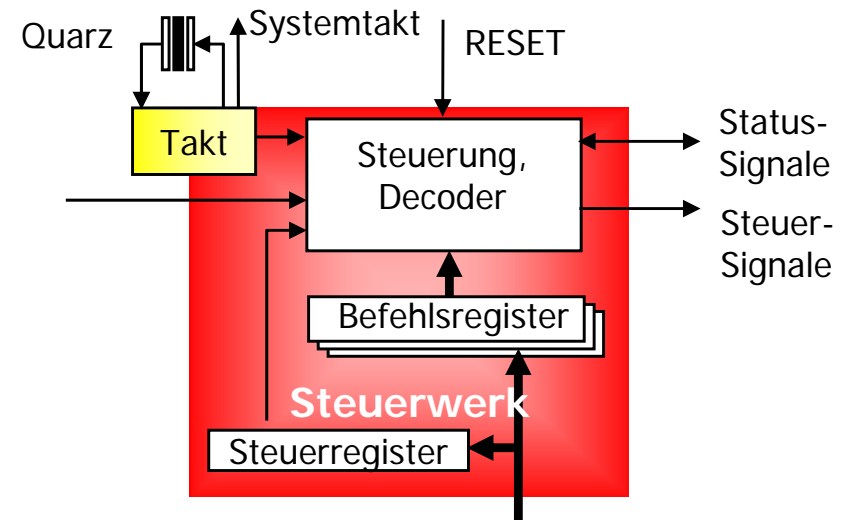 Quarz
Systemtakt
RESET
Takt
Steuerung,
Decoder
Status-
Signale
Steuer-
Signale
Befehlsregister
Steuerwerk
Steuerregister